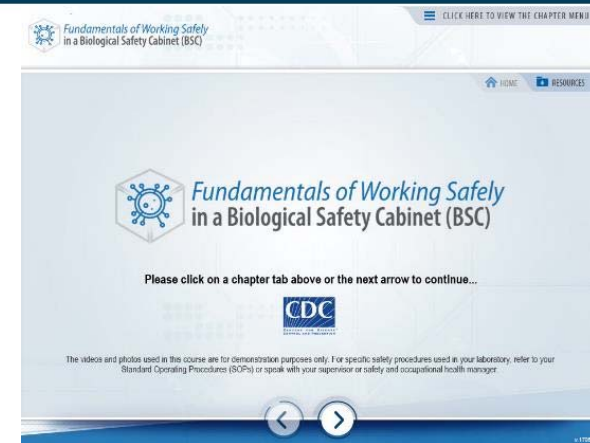 CLICK HERE TO VIEW THE CHAPTER MENU
Fundamentals of Working Safely
in a Biological Safety Cabinet (BSC)
HOME
RESOURCES
Fundamentals of Working Safely
in a Biological Safety Cabinet (BSC)
Please click on a chapter tab above or the next arrow to continue...
CDC
The videos and photos used in this course are for demonstration purposes only. For specific safety procedures used in your laboratory, refer to your
Standard Operating Procedures (SOPs) or speak with your supervisor or safety and occupational health manager.